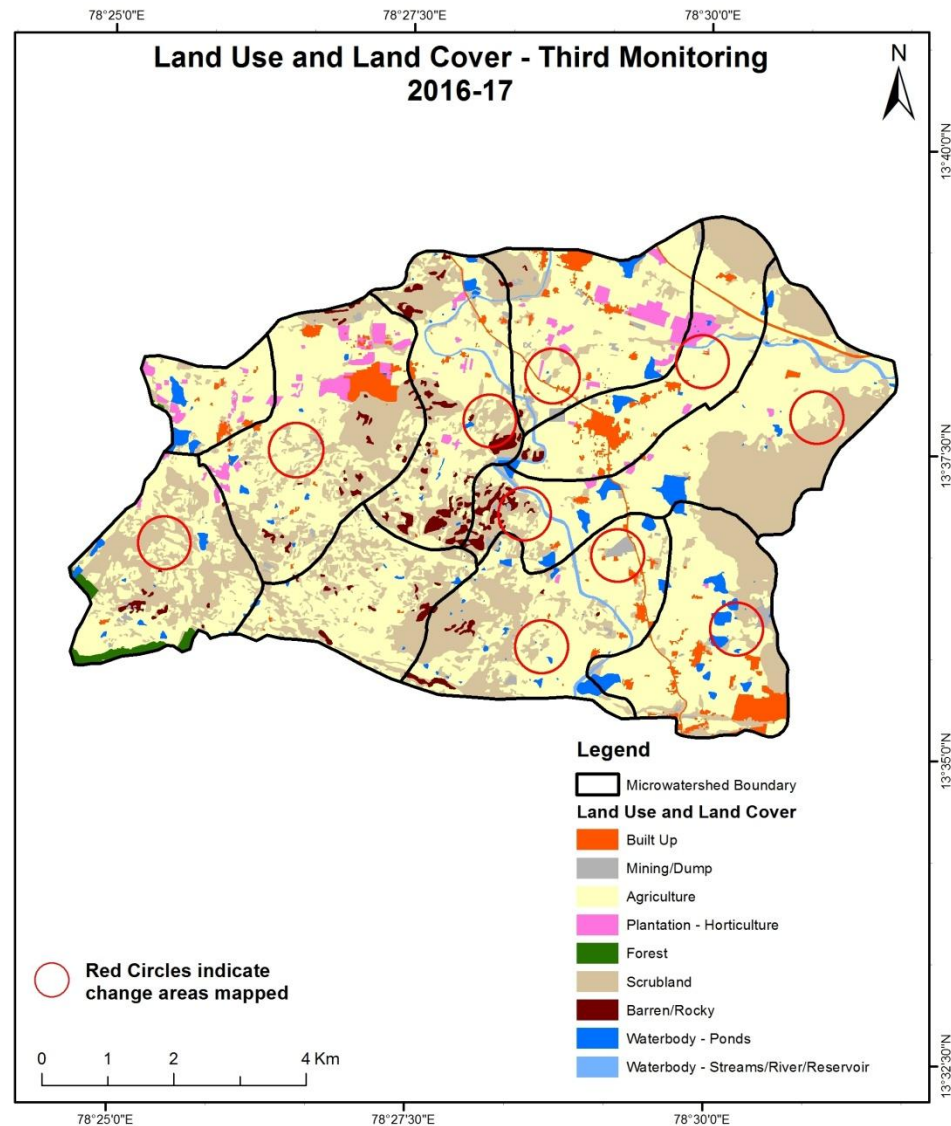 78°25'0"E
78°27'30"E
78°30'0"E
Land Use and Land Cover - Third Monitoring
2016-17
N
13°40'0"N
13°37'30"N
13°35'0"N
13°32'30"N
Legend
Microwatershed Boundary
Land Use and Land Cover
Built Up
Mining/Dump
Agriculture
Plantation - Horticulture
Forest
Scrubland
Barren/Rocky
Waterbody - Ponds
Waterbody - Streams/River/Reservoir
Red Circles indicate
change areas mapped
0 1 2 4 Km
78°25'0"E
78°27'30"E
78°30'0"E